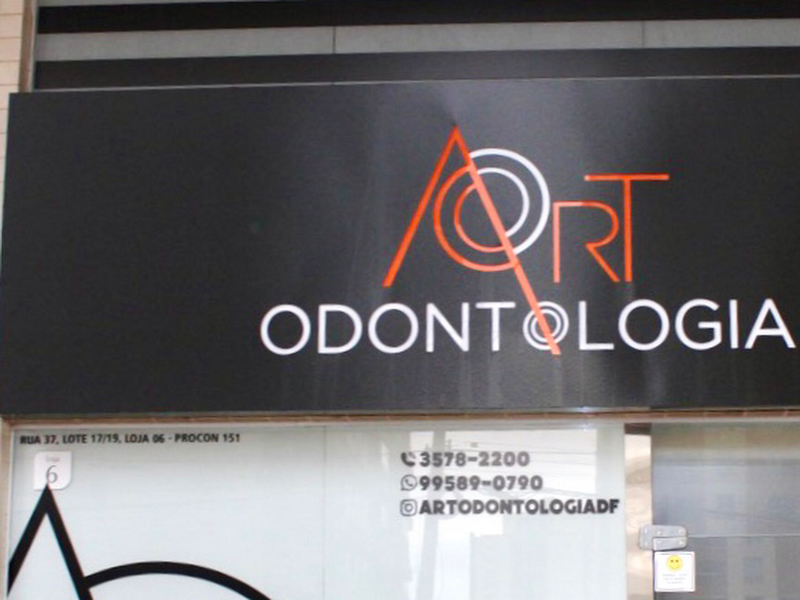 ART
ODONTOLOGIA
RUA 37, LOTE 17/19, LOJA 06 - PROCON 151
6
3578-2200
99589-0790
ARTODONTOLOGIADF